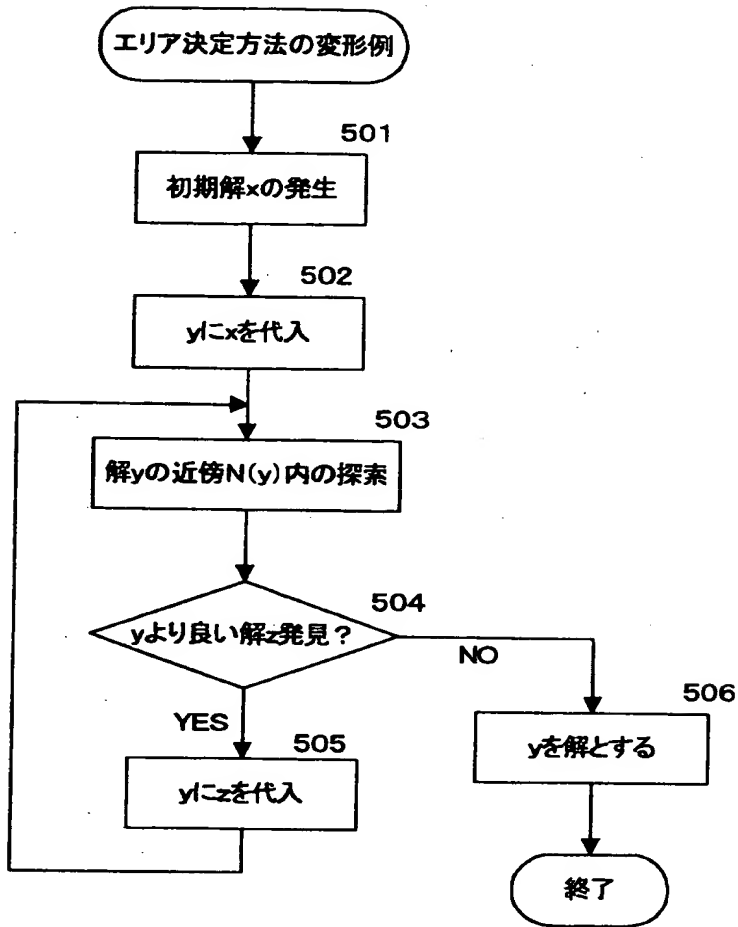 エリア決定方法の変形例
501
初期解xの発生
502
yにxを代入
503
解yの近傍N(y)内の探索
504
yより良い解z発見?
NO
YES
505
yにzを代入
506
yを解とする
終了